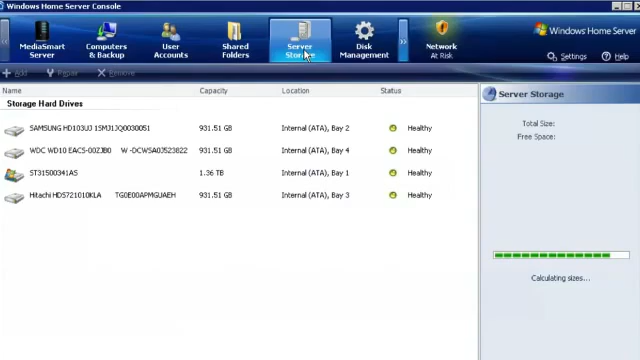 Windows Home Server Console
MediaSmart Server
Computers & Backup
User Accounts
Shared Folders
Server Storage
Disk Management
Network At Risk
Windows Home Server
Settings
Help
Add
Repair
Remove
Name Capacity Location Status
Storage Hard Drives
SAMSUNG HD103UJ 931.51 GB Internal (ATA), Bay 2 Healthy
WDC WD10 EACS-00ZJB0 931.51 GB Internal (ATA), Bay 4 Healthy
ST31500341AS 1.36 TB Internal (ATA), Bay 1 Healthy
Hitachi HDS721010KLA 931.51 GB Internal (ATA), Bay 3 Healthy
Server Storage
Total Size:
Free Space:
Calculating sizes...